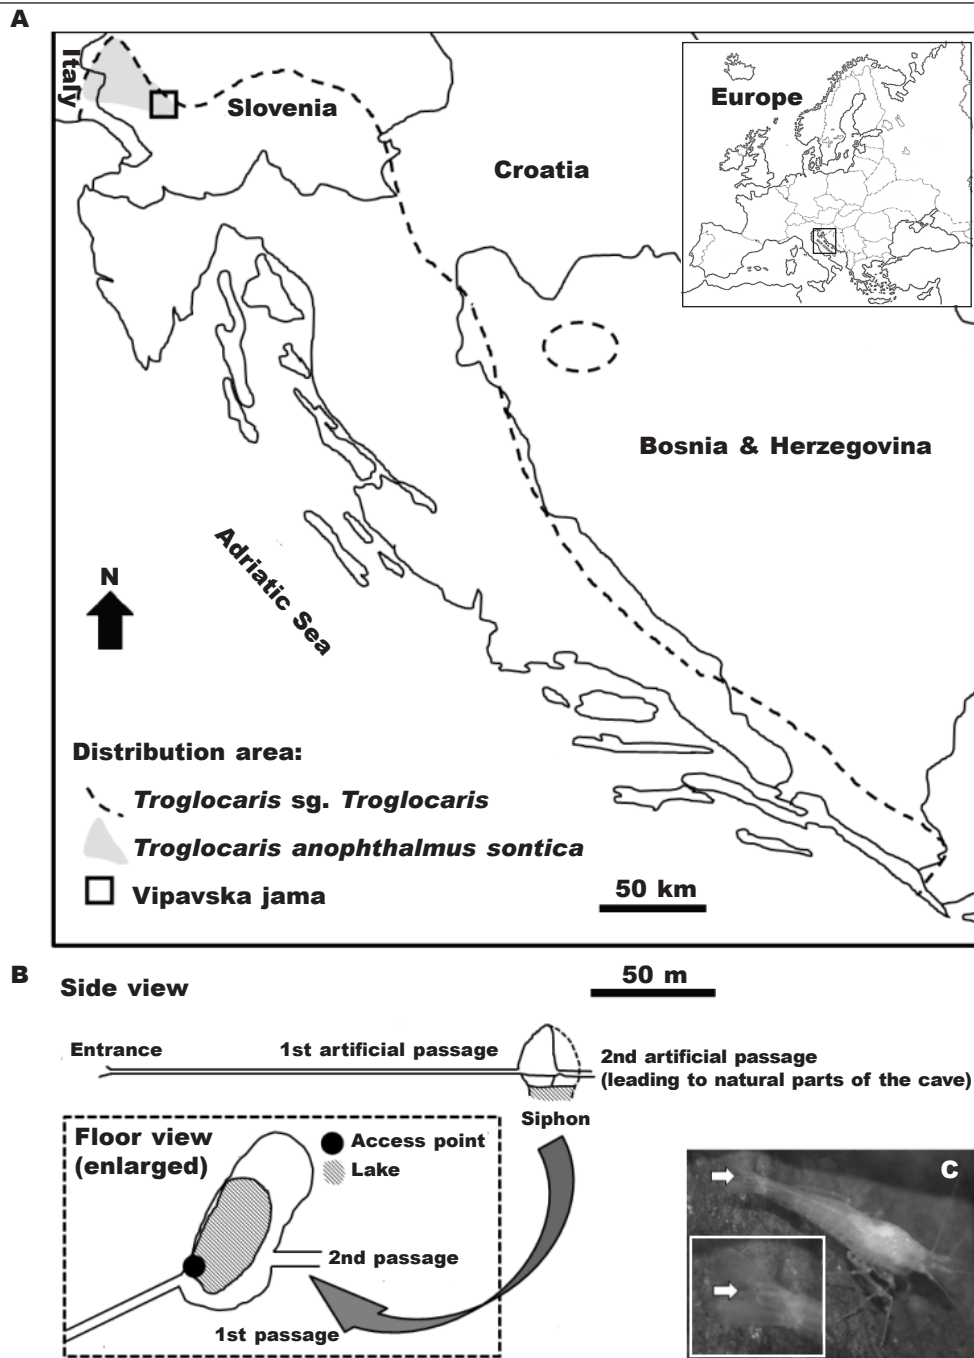 A
Italy
Slovenia
Croatia
Europe
Bosnia & Herzegovina
Adriatic Sea
N
Distribution area:
Troglocaris sg. Troglocaris
Troglocaris anophthalmus sontica
Vipavska jama
50 km
B
Side view
50 m
Entrance
1st artificial passage
2nd artificial passage
(leading to natural parts of the cave)
Siphon
Floor view
(enlarged)
Access point
Lake
2nd passage
1st passage
C